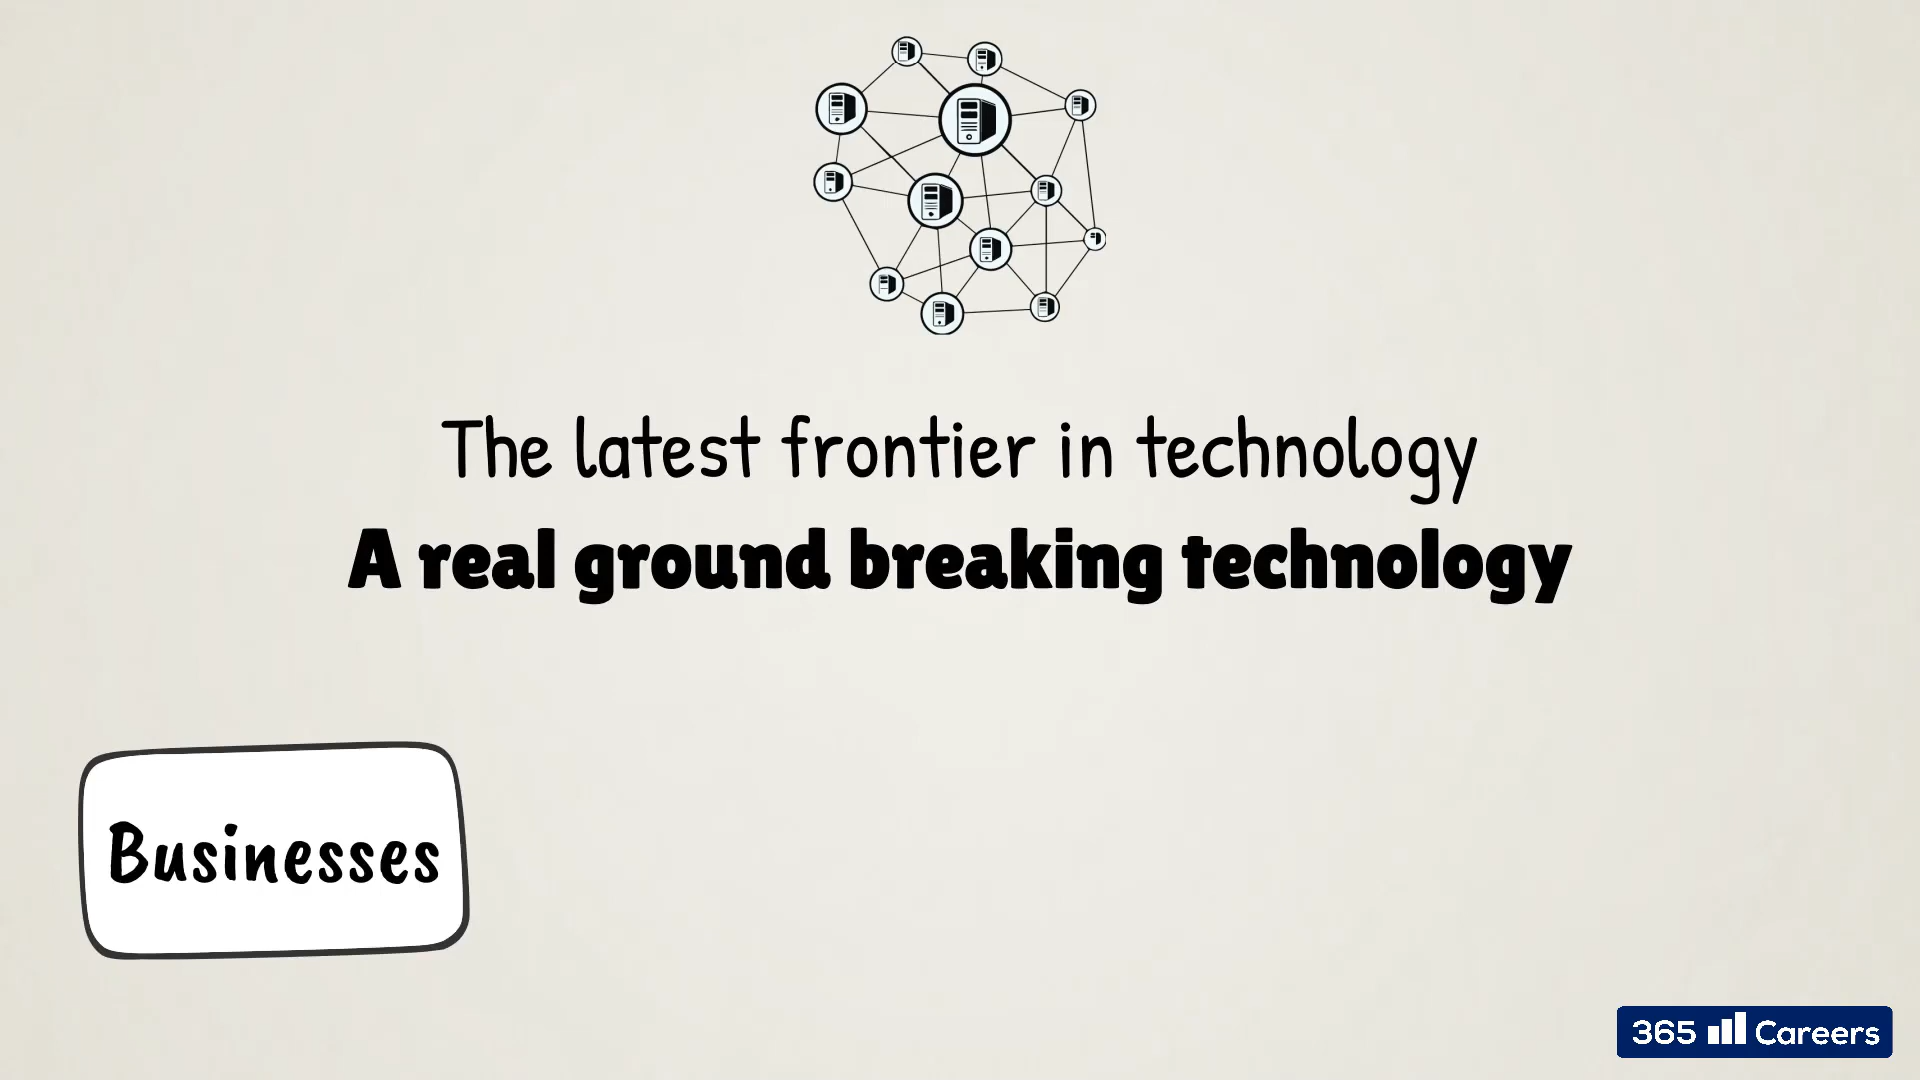 The latest frontier in technology
A real ground breaking technology
Businesses
365 Careers